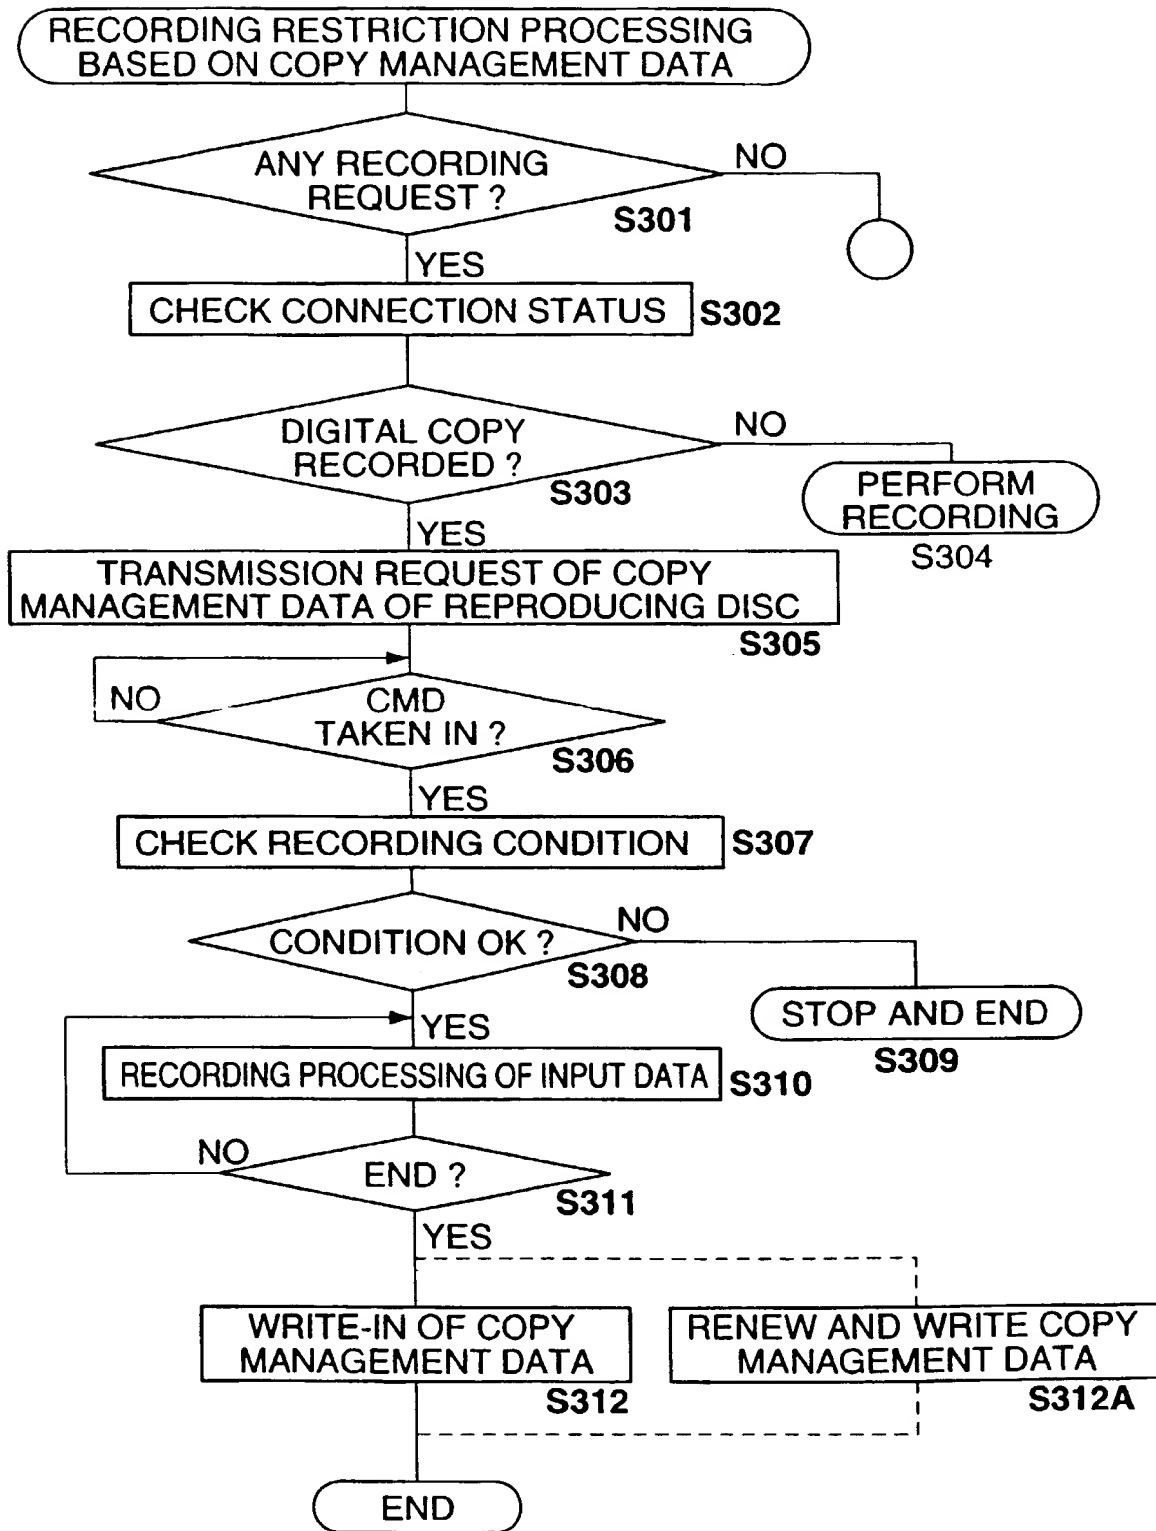 RECORDING RESTRICTION PROCESSING
BASED ON COPY MANAGEMENT DATA
ANY RECORDING
REQUEST ?
S301
NO
YES
CHECK CONNECTION STATUS
S302
DIGITAL COPY
RECORDED ?
S303
NO
PERFORM
RECORDING
S304
YES
TRANSMISSION REQUEST OF COPY
MANAGEMENT DATA OF REPRODUCING DISC
S305
NO
CMD
TAKEN IN ?
S306
YES
CHECK RECORDING CONDITION
S307
CONDITION OK ?
S308
NO
STOP AND END
S309
YES
RECORDING PROCESSING OF INPUT DATA
S310
NO
END ?
S311
YES
WRITE-IN OF COPY
MANAGEMENT DATA
S312
RENEW AND WRITE COPY
MANAGEMENT DATA
S312A
END